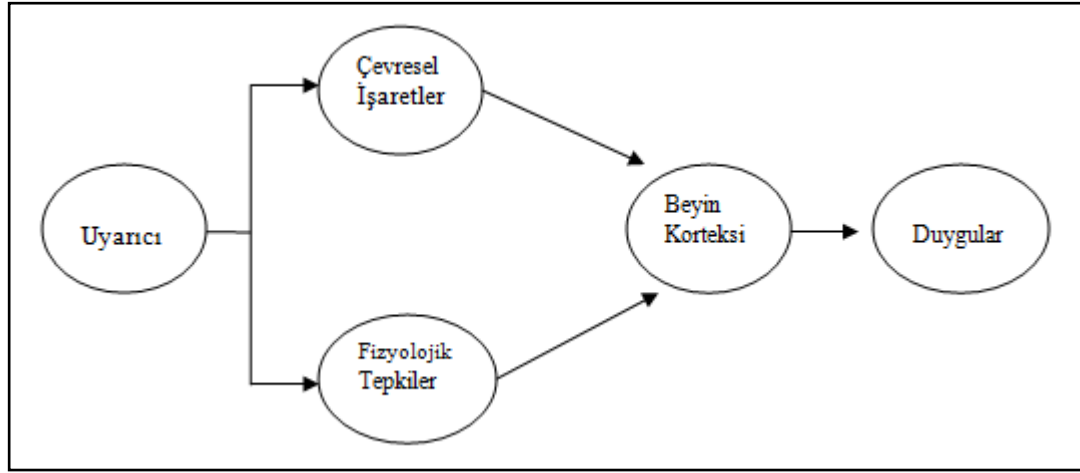 Çevresel
İşaretler
Uyarıcı
Beyin
Korteksi
Duygular
Fizyolojik
Tepkiler